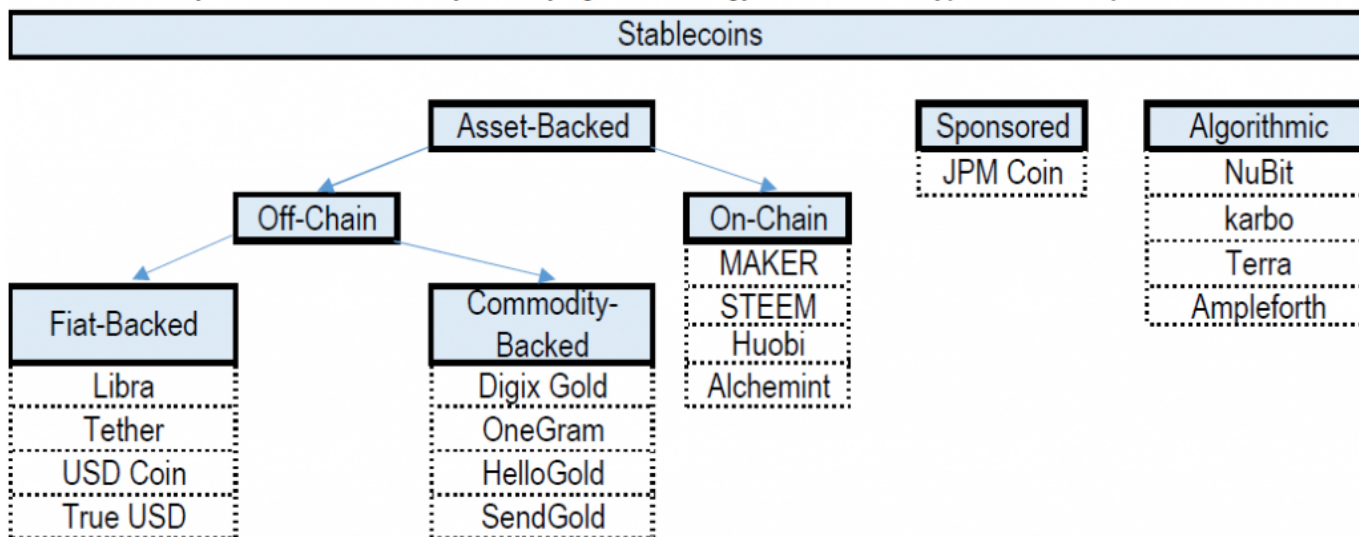 Stablecoins
Asset-Backed
Sponsored
Algorithmic
JPM Coin
NuBit
karbo
Terra
Ampleforth
Off-Chain
On-Chain
MAKER
STEEM
Huobi
Alchemint
Fiat-Backed
Libra
Tether
USD Coin
True USD
Commodity-
Backed
Digix Gold
OneGram
HelloGold
SendGold